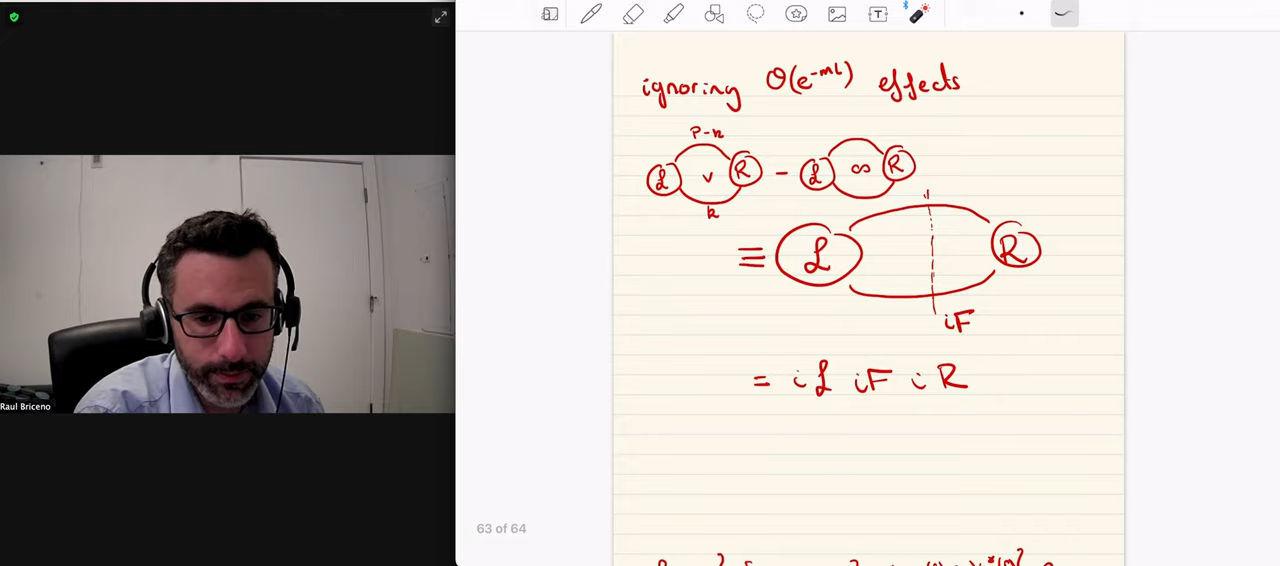 ignoring O(e^-mL) effects
P-k
L V R - L ∞ R
k
≡ L R
iF
= iL iF iR
Raul Briceno
63 of 64
T